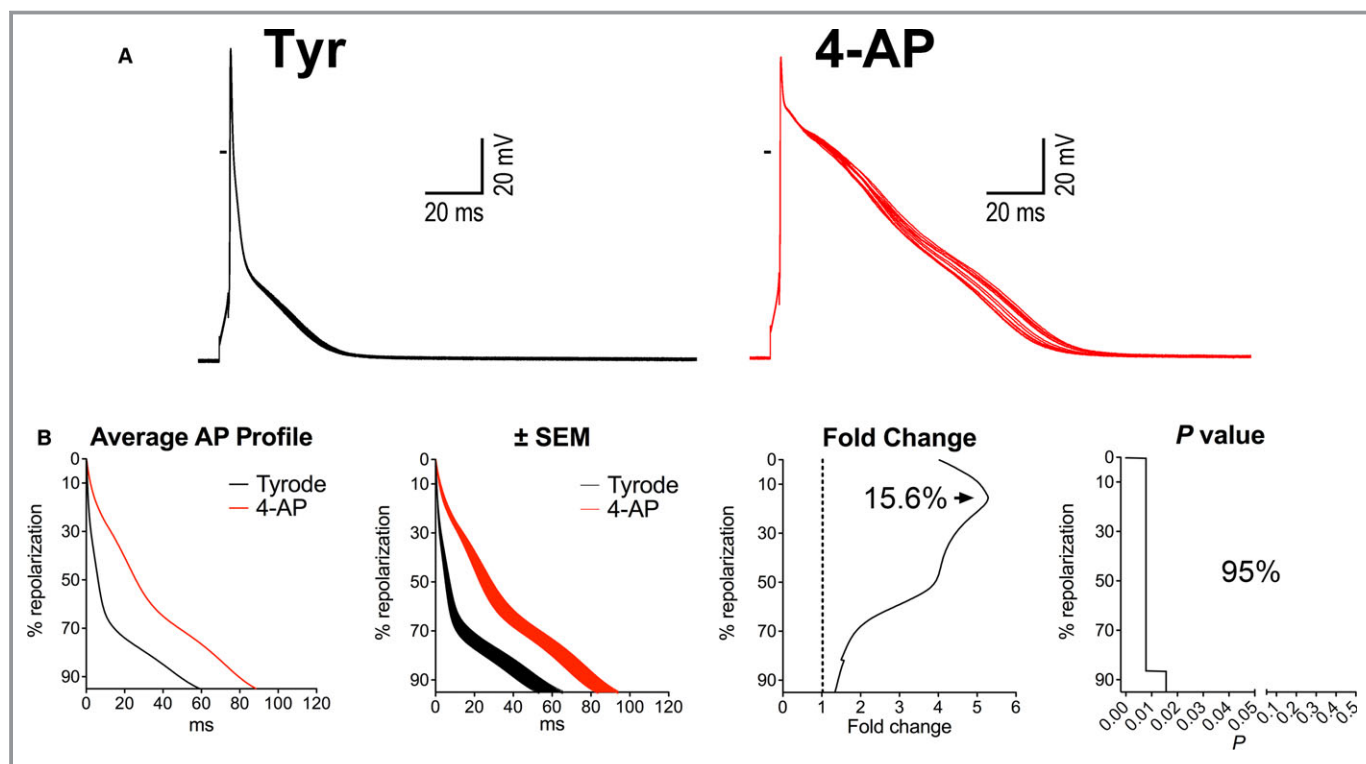 A
Tyr
4-AP
20 mV
20 ms
20 mV
20 ms
B
Average AP Profile
± SEM
Fold Change
P value
% repolarization
0
10
30
50
70
90
Tyrode
4-AP
0 20 40 60 80 100 120
ms
% repolarization
0
10
30
50
70
90
Tyrode
4-AP
0 20 40 60 80 100 120
ms
% repolarization
0
10
30
50
70
90
15.6%
0 1 2 3 4 5 6
Fold change
% repolarization
0
10
30
50
70
90
95%
0.00 0.01 0.02 0.03 0.04 0.05 0.1 0.2 0.3 0.4 0.5
P